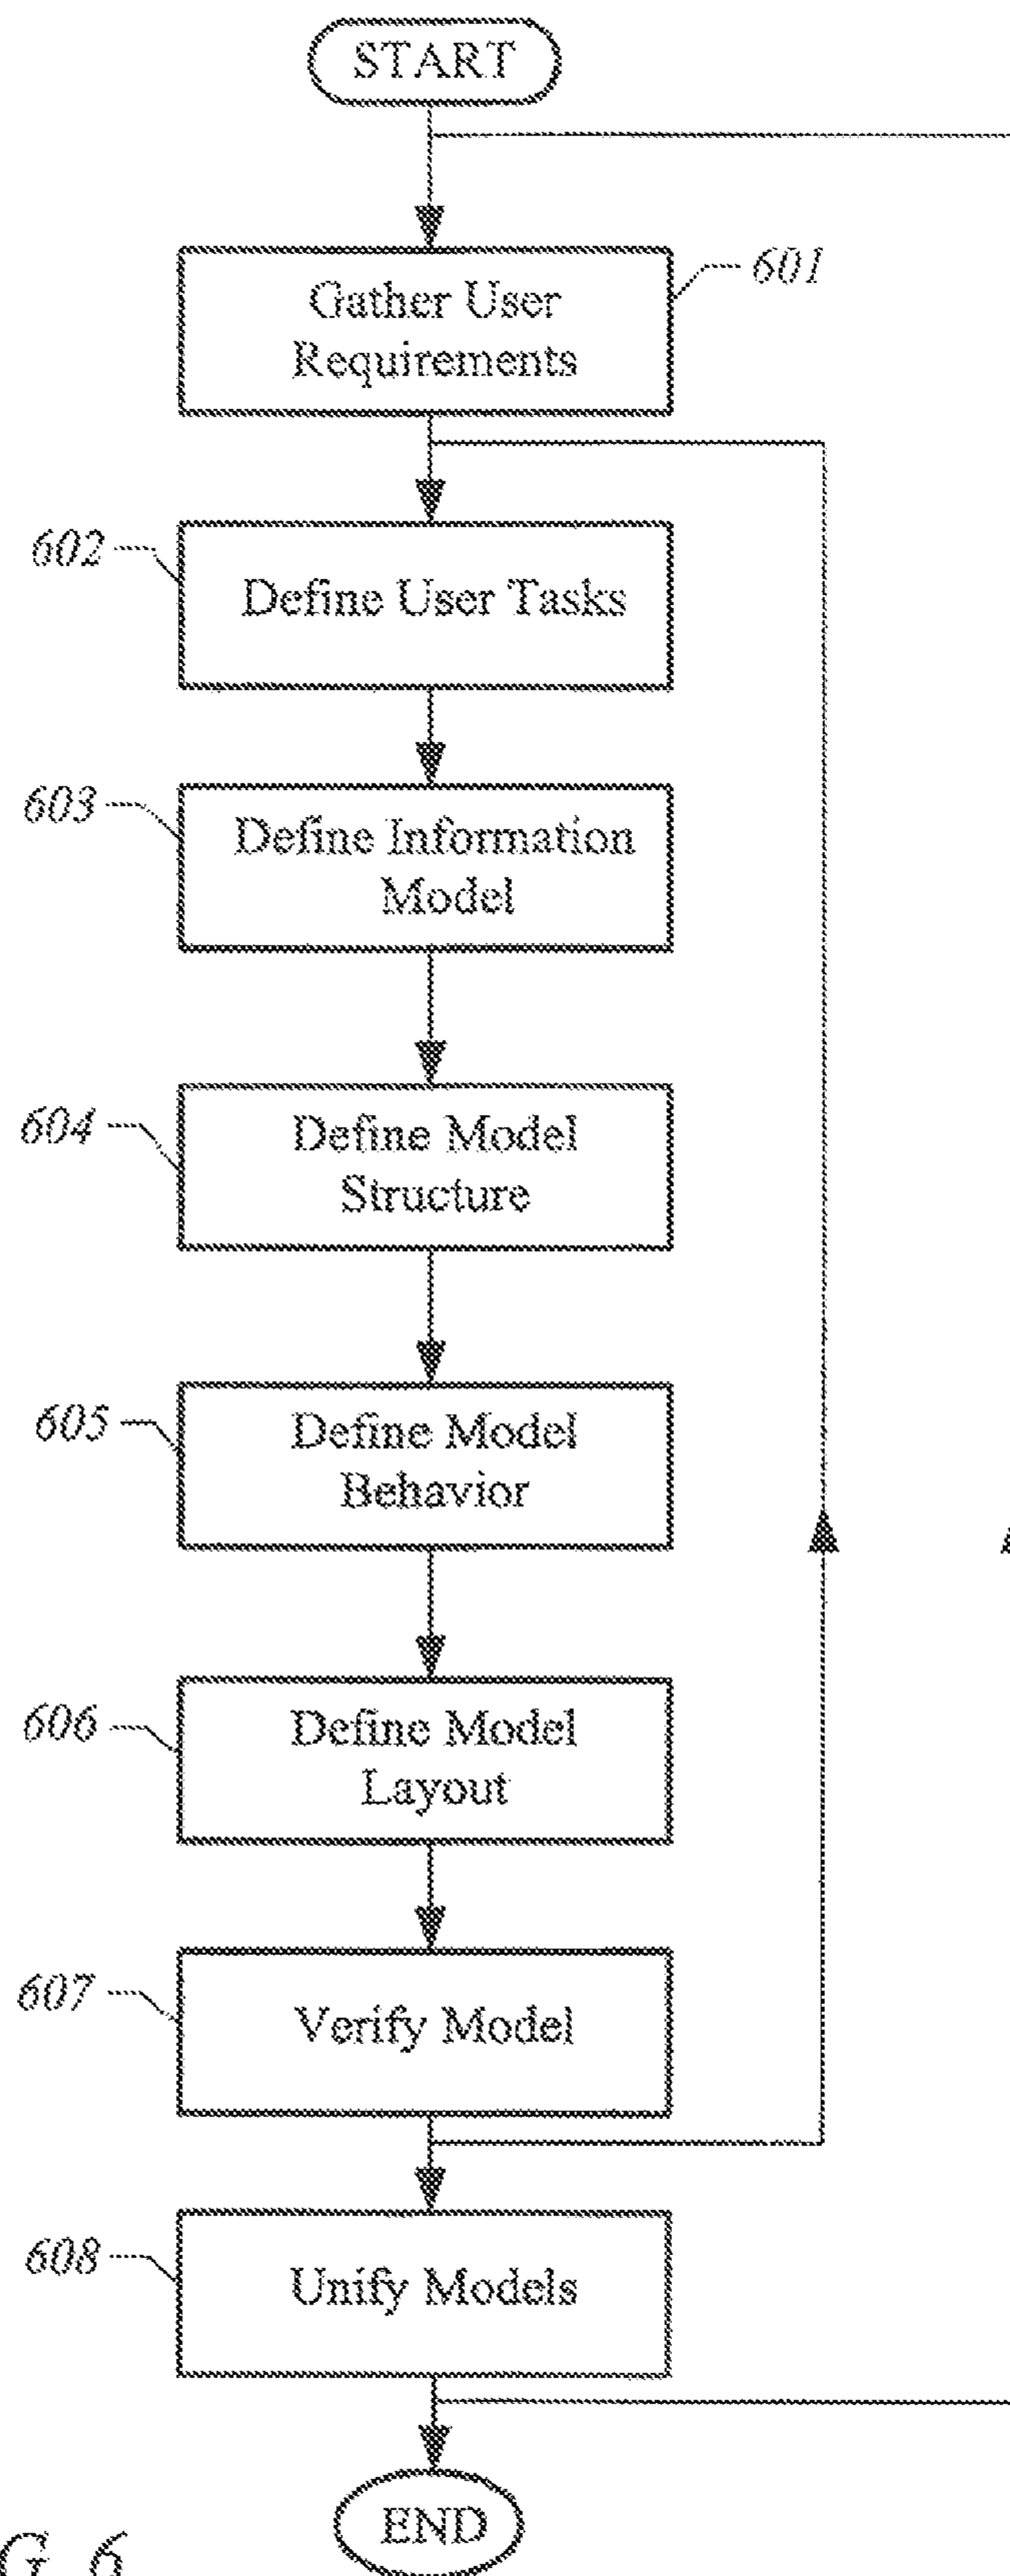 START
601
Gather User
Requirements
602
Define User Tasks
603
Define Information
Model
604
Define Model
Structure
605
Define Model
Behavior
606
Define Model
Layout
607
Verify Model
608
Unify Models
END
G. 6